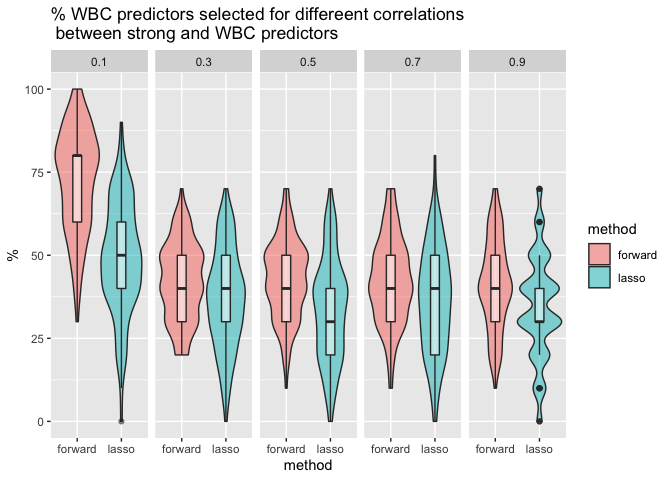 % WBC predictors selected for differeent correlations
between strong and WBC predictors
0.1 0.3 0.5 0.7 0.9
100
75
50
25
0
%
forward lasso forward lasso forward lasso forward lasso forward lasso
method
method
forward
lasso